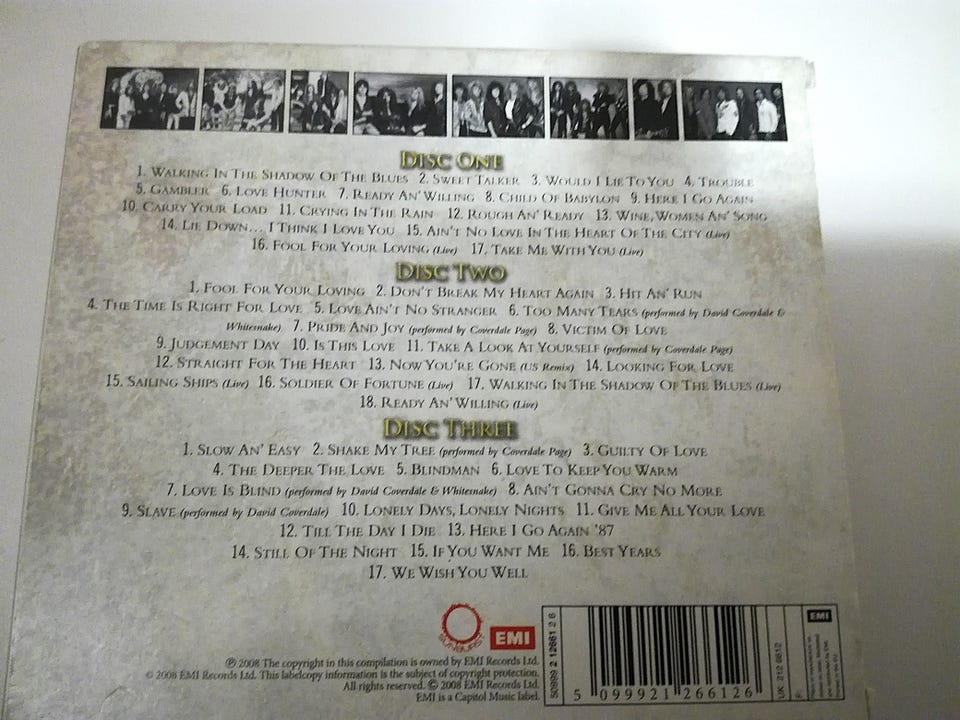 DISC ONE
1. WALKING IN THE SHADOW OF THE BLUES 2. SWEET TALKER 3. WOULD I LIE TO YOU 4. TROUBLE
5. GAMBLER 6. LOVE HUNTER 7. READY AN' WILLING 8. CHILD OF BABYLON 9. HERE I GO AGAIN
10. CARRY YOUR LOAD 11. CRYING IN THE RAIN 12. ROUGH AN' READY 13. WINE, WOMEN AN' SONG
14. LIE DOWN... I THINK I LOVE YOU 15. AIN'T NO LOVE IN THE HEART OF THE CITY (Live)
16. FOOL FOR YOUR LOVING (Live) 17. TAKE ME WITH YOU (Live)
DISC TWO
1. FOOL FOR YOUR LOVING 2. DON'T BREAK MY HEART AGAIN 3. HIT AN' RUN
4. THE TIME IS RIGHT FOR LOVE 5. LOVE AIN'T NO STRANGER 6. TOO MANY TEARS (performed by David Coverdale &
Whitesnake) 7. PRIDE AND JOY (performed by Coverdale Page) 8. VICTIM OF LOVE
9. JUDGEMENT DAY 10. IS THIS LOVE 11. TAKE A LOOK AT YOURSELF (performed by Coverdale Page)
12. STRAIGHT FOR THE HEART 13. NOW YOU'RE GONE (US Remix) 14. LOOKING FOR LOVE
15. SAILING SHIPS (Live) 16. SOLDIER OF FORTUNE (Live) 17. WALKING IN THE SHADOW OF THE BLUES (Live)
18. READY AN' WILLING (Live)
DISC THREE
1. SLOW AN' EASY 2. SHAKE MY TREE (performed by Coverdale Page) 3. GUILTY OF LOVE
4. THE DEEPER THE LOVE 5. BLINDMAN 6. LOVE TO KEEP YOU WARM
7. LOVE IS BLIND (performed by David Coverdale & Whitesnake) 8. AIN'T GONNA CRY NO MORE
9. SLAVE (performed by David Coverdale) 10. LONELY DAYS, LONELY NIGHTS 11. GIVE ME ALL YOUR LOVE
12. TILL THE DAY I DIE 13. HERE I GO AGAIN '87
14. STILL OF THE NIGHT 15. IF YOU WANT ME 16. BEST YEARS
17. WE WISH YOU WELL
SUNBURST
EMI
℗ 2008 The copyright in this compilation is owned by EMI Records Ltd.
© 2008 EMI Records Ltd. This labelcopy information is the subject of copyright protection.
All rights reserved. © 2008 EMI Records Ltd.
EMI is a Capitol Music label.
50999 2 12661 2 6
5 099921 266126
UK 212 6612
EMI